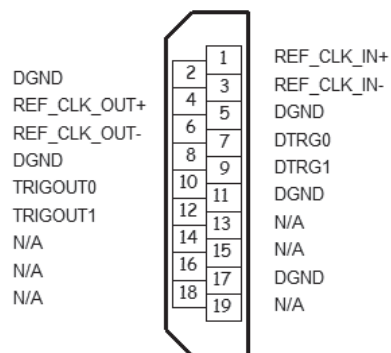 1 REF_CLK_IN+
DGND 2
3 REF_CLK_IN-
REF_CLK_OUT+ 4
5 DGND
REF_CLK_OUT- 6
7 DTRG0
DGND 8
9 DTRG1
TRIGOUT0 10
11 DGND
TRIGOUT1 12
13 N/A
N/A 14
15 N/A
N/A 16
17 DGND
N/A 18
19 N/A